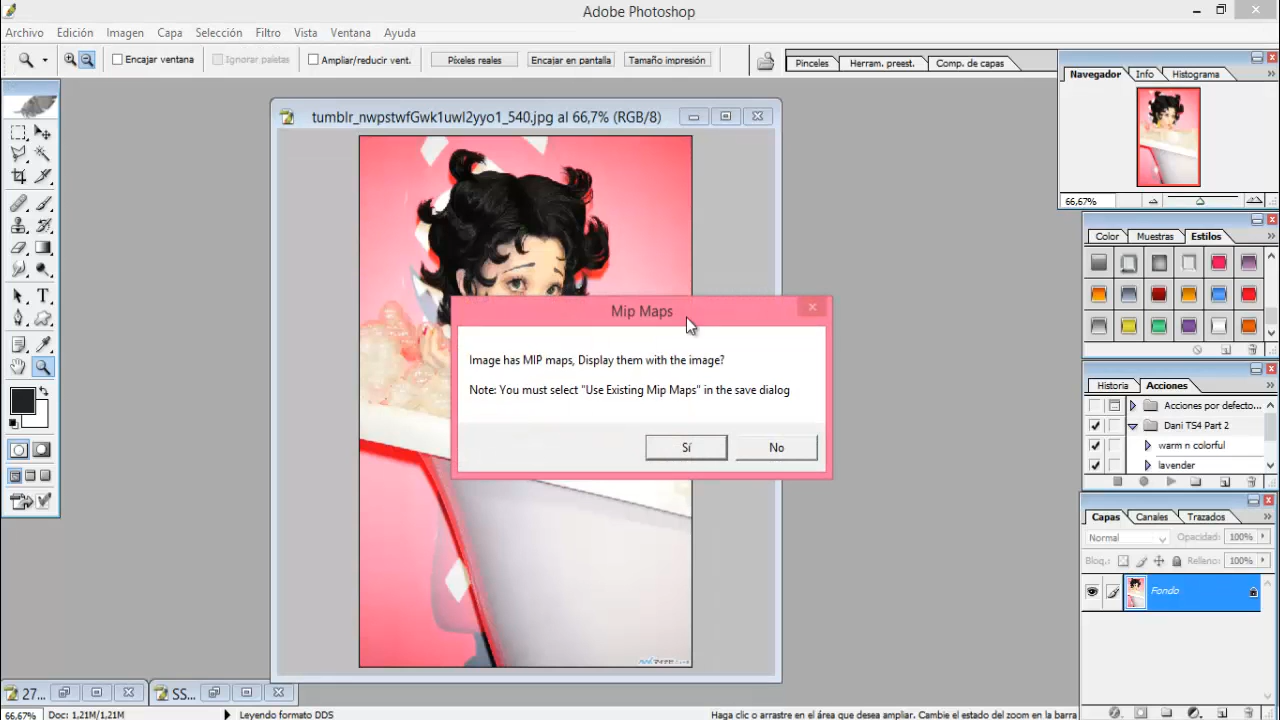 Adobe Photoshop
Archivo Edición Imagen Capa Selección Filtro Vista Ventana Ayuda
Encajar ventana Ignorar paletas Ampliar/reducir vent. Píxeles reales Encajar en pantalla Tamaño impresión Pinceles Herram. preest. Comp. de capas
Navegador Info Histograma
66,67%
tumblr_nwpstwfGwk1uwl2yyo1_540.jpg al 66,7% (RGB/8)
Color Muestras Estilos
Mip Maps
Image has MIP maps, Display them with the image?
Note: You must select "Use Existing Mip Maps" in the save dialog
Sí No
Historia Acciones
Acciones por defecto...
Dani TS4 Part 2
warm n colorful
lavender
Capas Canales Trazados
Normal Opacidad: 100%
Bloq.: Relleno: 100%
Fondo
27... SS...
66,67% Doc: 1,21M/1,21M Leyendo formato DDS Haga clic o arrastre en el área que desee ampliar. Cambie el estado del zoom en la barra